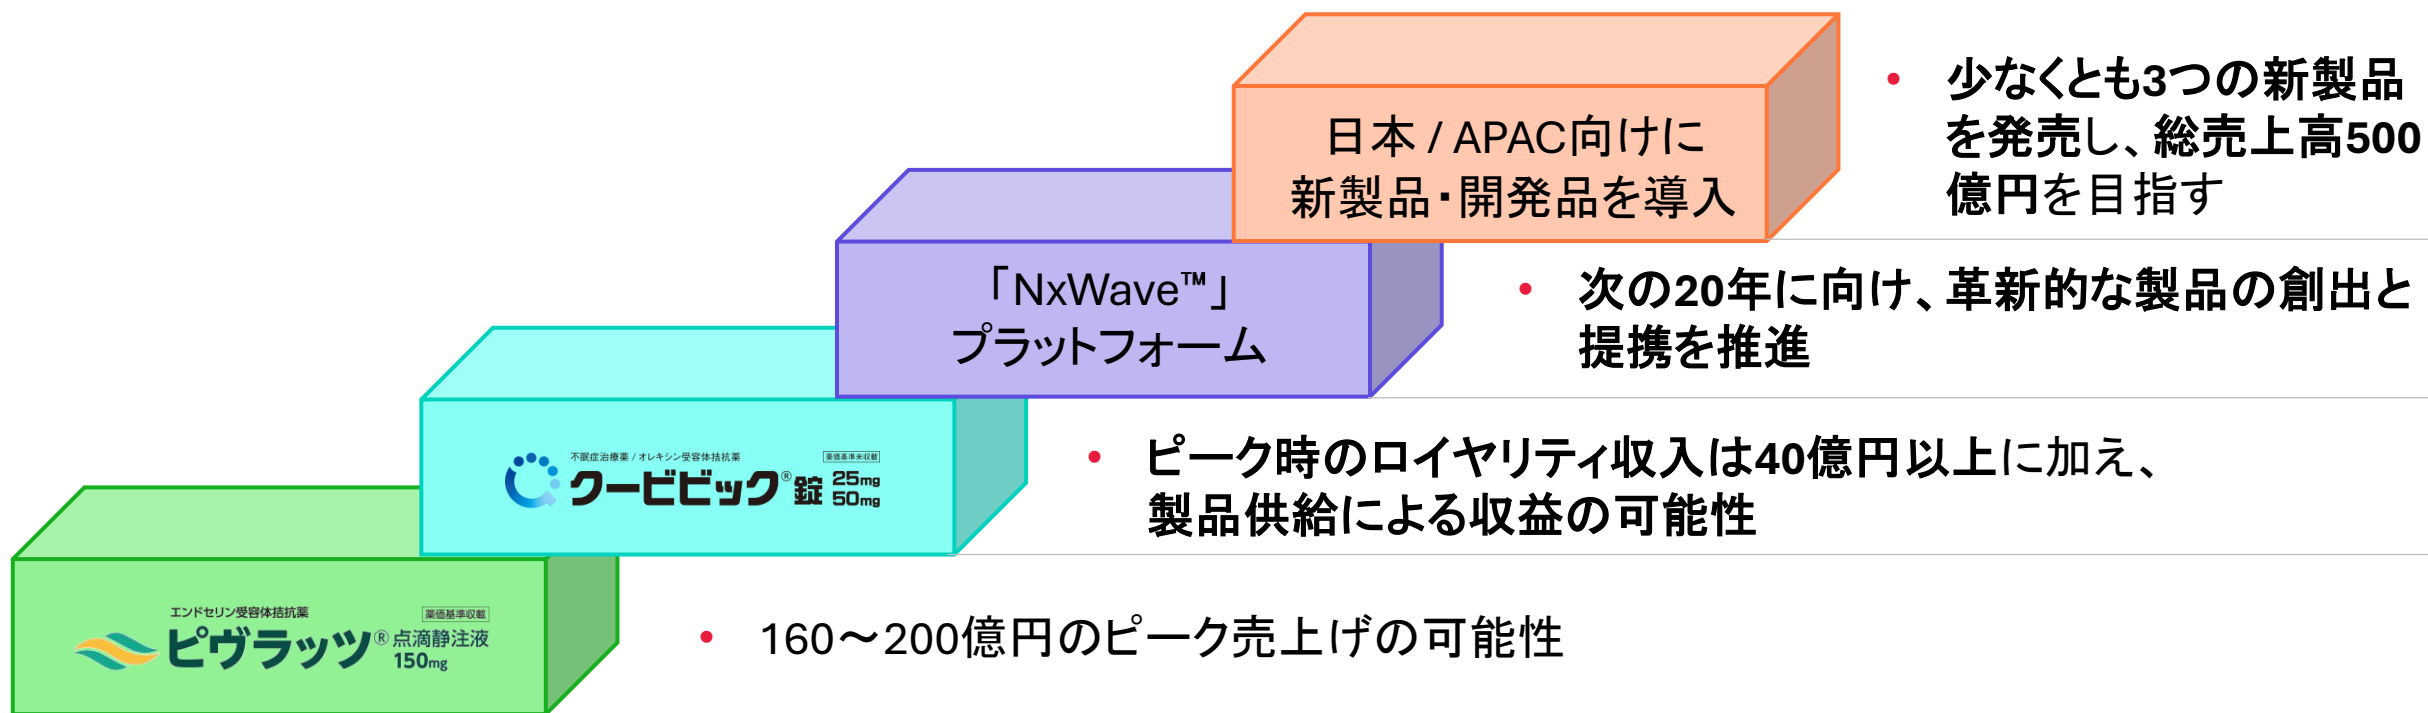 日本 / APAC向けに
新製品・開発品を導入
• 少なくとも3つの新製品
を発売し、総売上高500
億円を目指す
「NxWave™」
プラットフォーム
• 次の20年に向け、革新的な製品の創出と
提携を推進
不眠症治療薬 / オレキシン受容体拮抗薬
薬価基準未収載
クービビック®錠 25mg
50mg
• ピーク時のロイヤリティ収入は40億円以上に加え、
製品供給による収益の可能性
エンドセリン受容体拮抗薬
薬価基準収載
ピヴラッツ®点滴静注液
150mg
• 160～200億円のピーク売上げの可能性